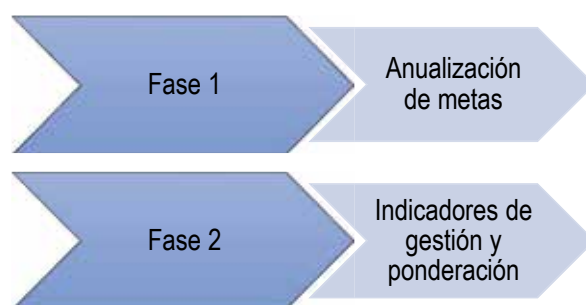 Fase 1
Anualización
de metas
Fase 2
Indicadores de
gestión y
ponderación